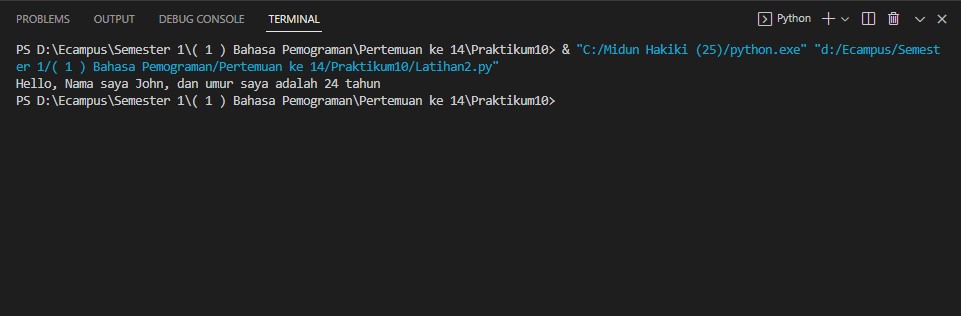 PROBLEMS OUTPUT DEBUG CONSOLE TERMINAL Python
PS D:\Ecampus\Semester 1\( 1 ) Bahasa Pemograman\Pertemuan ke 14\Praktikum10> & "C:/Midun Hakiki (25)/python.exe" "d:/Ecampus/Semest
er 1/( 1 ) Bahasa Pemograman/Pertemuan ke 14/Praktikum10/Latihan2.py"
Hello, Nama saya John, dan umur saya adalah 24 tahun
PS D:\Ecampus\Semester 1\( 1 ) Bahasa Pemograman\Pertemuan ke 14\Praktikum10>